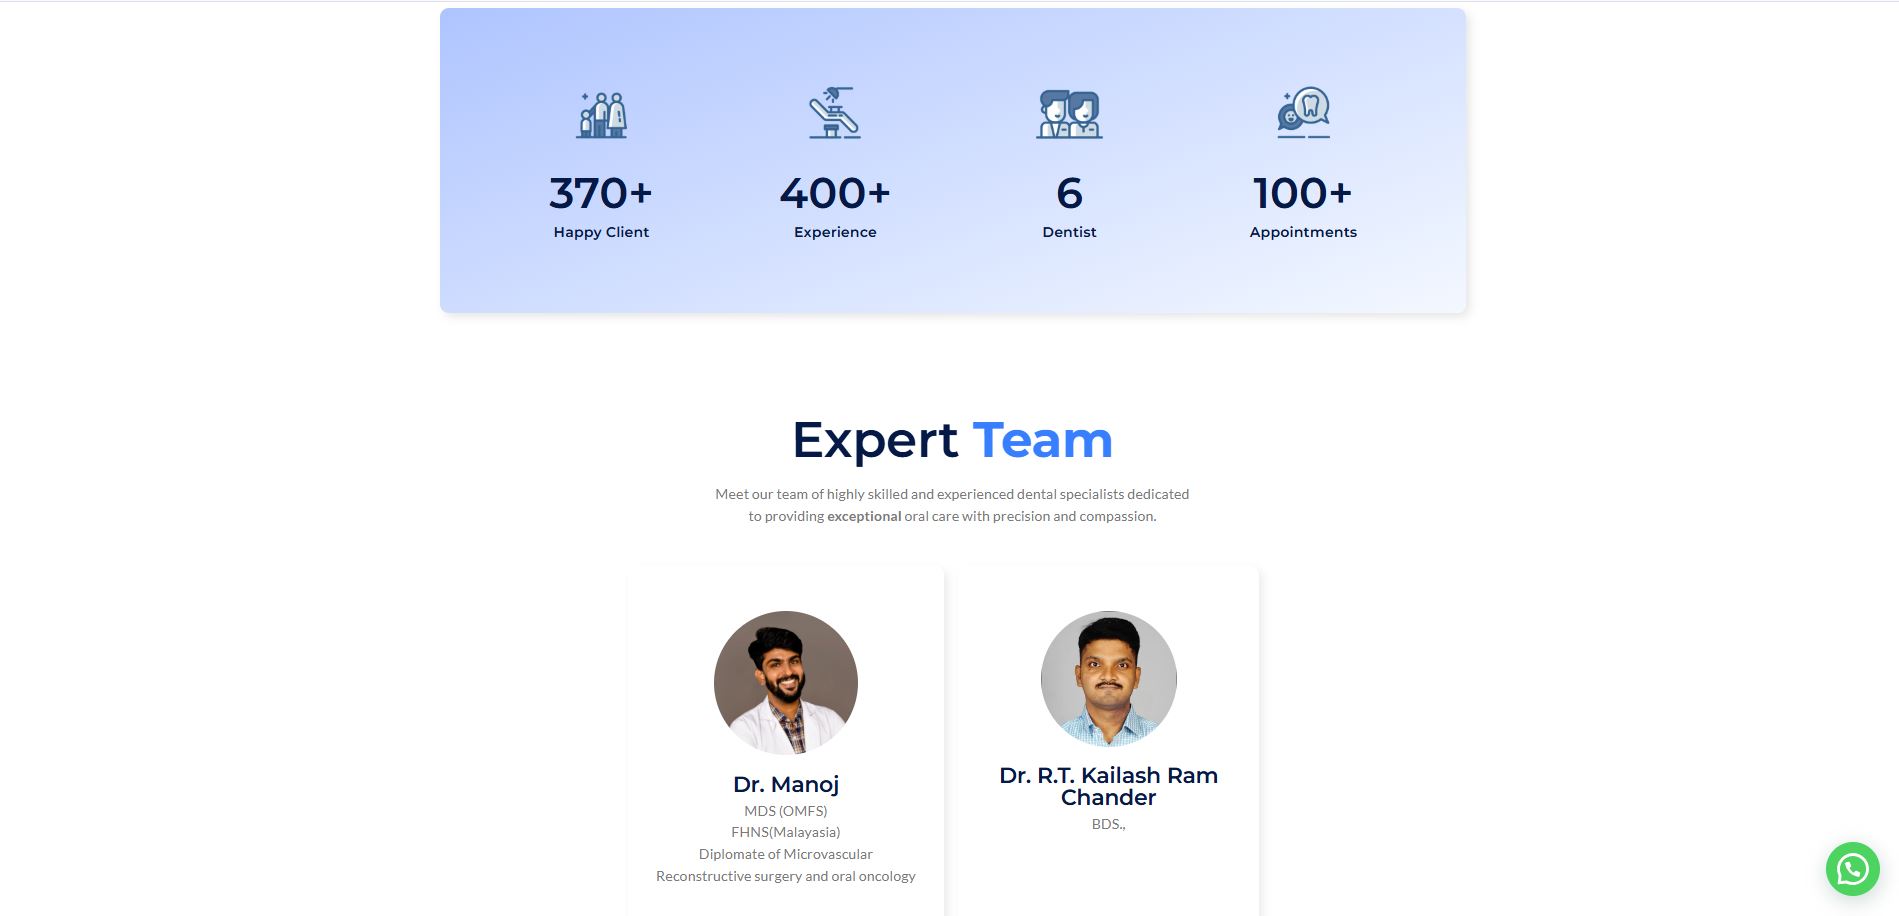 370+
Happy Client
400+
Experience
6
Dentist
100+
Appointments
Expert Team
Meet our team of highly skilled and experienced dental specialists dedicated
to providing exceptional oral care with precision and compassion.
Dr. Manoj
MDS (OMFS)
FHNS(Malayasia)
Diplomate of Microvascular
Reconstructive surgery and oral oncology
Dr. R.T. Kailash Ram
Chander
BDS.,